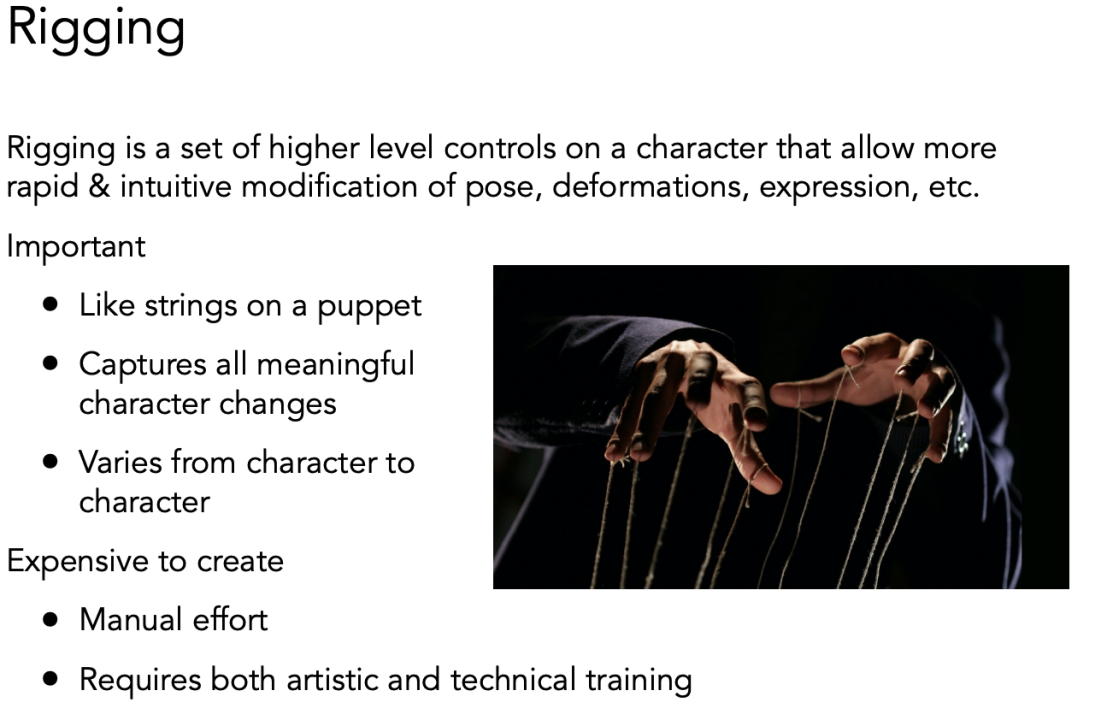 Rigging
Rigging is a set of higher level controls on a character that allow more
rapid & intuitive modification of pose, deformations, expression, etc.
Important
● Like strings on a puppet
● Captures all meaningful
character changes
● Varies from character to
character
Expensive to create
● Manual effort
● Requires both artistic and technical training